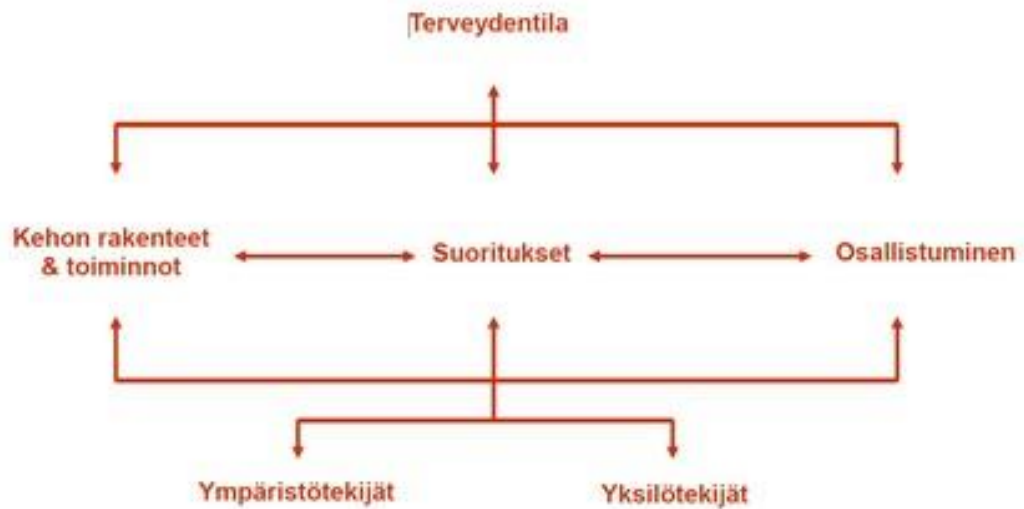 Terveydentila
Kehon rakenteet
& toiminnot
Suoritukset
Osallistuminen
Ympäristötekijät
Yksilötekijät